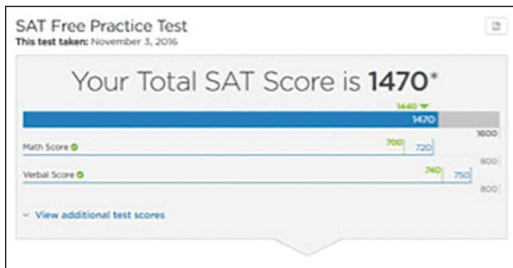 SAT Free Practice Test
This test taken: November 3, 2016
Your Total SAT Score is 1470*
1440
1470
1600
Math Score 700 720
800
Verbal Score 740 750
800
View additional test scores